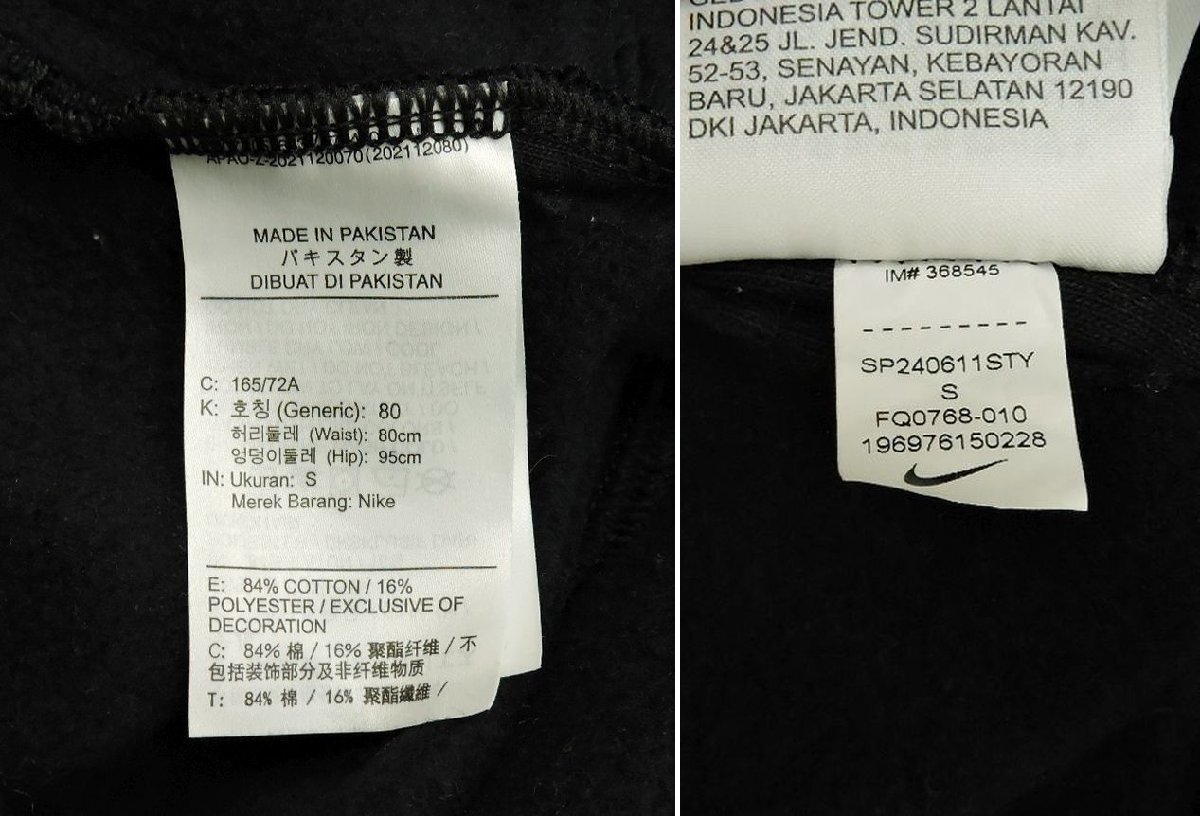 APAO-Z-2021120070(202112080)
MADE IN PAKISTAN
パキスタン製
DIBUAT DI PAKISTAN
C: 165/72A
K: 호칭 (Generic): 80
허리둘레 (Waist): 80cm
엉덩이둘레 (Hip): 95cm
IN: Ukuran: S
Merek Barang: Nike
E: 84% COTTON / 16%
POLYESTER / EXCLUSIVE OF
DECORATION
C: 84% 棉 / 16% 聚酯纤维 / 不
包括装饰部分及非纤维物质
T: 84% 棉 / 16% 聚酯纖維 /
INDONESIA TOWER 2 LANTAI
24&25 JL. JEND. SUDIRMAN KAV.
52-53, SENAYAN, KEBAYORAN
BARU, JAKARTA SELATAN 12190
DKI JAKARTA, INDONESIA
IM# 368545
SP240611STY
S
FQ0768-010
196976150228